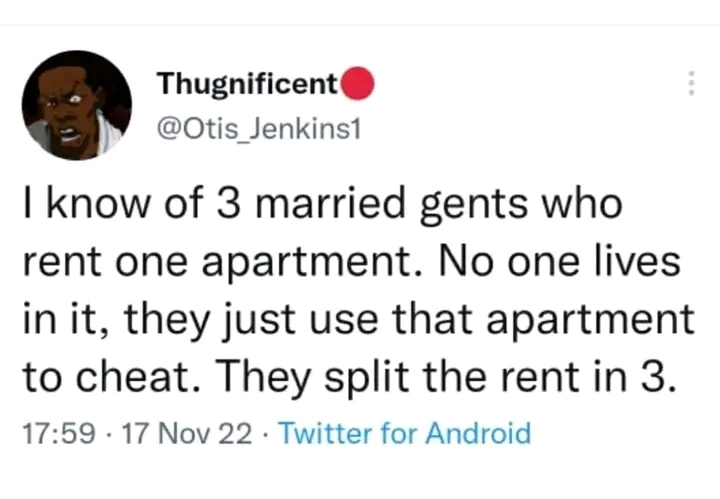 Thugnificent🔴
@Otis_Jenkins1
I know of 3 married gents who
rent one apartment. No one lives
in it, they just use that apartment
to cheat. They split the rent in 3.
17:59 · 17 Nov 22 · Twitter for Android